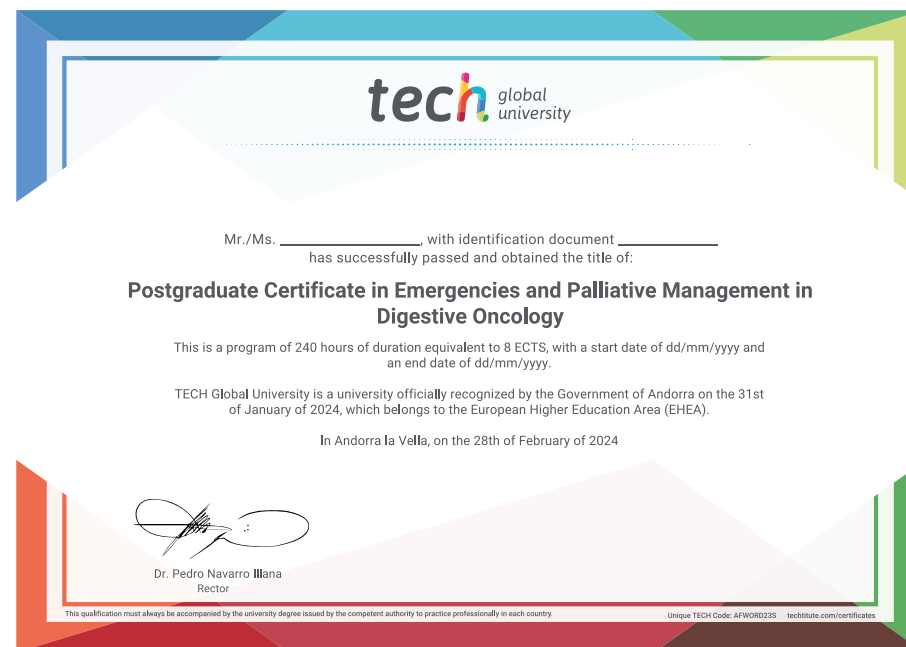 tech global university
Mr./Ms. ____________, with identification document ____________
has successfully passed and obtained the title of:
Postgraduate Certificate in Emergencies and Palliative Management in
Digestive Oncology
This is a program of 240 hours of duration equivalent to 8 ECTS, with a start date of dd/mm/yyyy and
an end date of dd/mm/yyyy.
TECH Global University is a university officially recognized by the Government of Andorra on the 31st
of January of 2024, which belongs to the European Higher Education Area (EHEA).
In Andorra la Vella, on the 28th of February of 2024
Dr. Pedro Navarro Illana
Rector
This qualification must always be accompanied by the university degree issued by the competent authority to practice professionally in each country.
Unique TECH Code: AFWORD23S techtitute.com/certificates